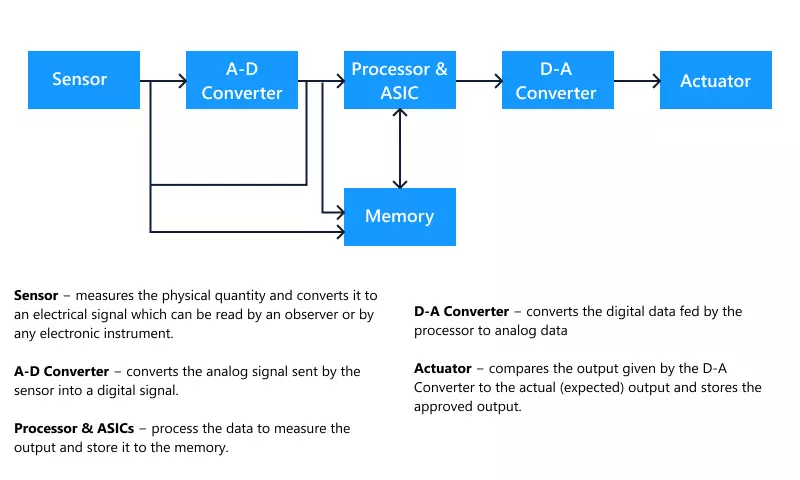 Sensor
A-D
Converter
Processor &
ASIC
D-A
Converter
Actuator
Memory
Sensor – measures the physical quantity and converts it to
an electrical signal which can be read by an observer or by
any electronic instrument.
A-D Converter – converts the analog signal sent by the
sensor into a digital signal.
Processor & ASICs – process the data to measure the
output and store it to the memory.
D-A Converter – converts the digital data fed by the
processor to analog data
Actuator – compares the output given by the D-A
Converter to the actual (expected) output and stores the
approved output.